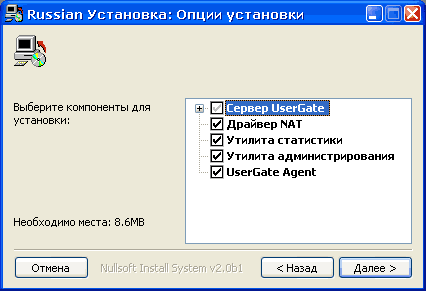 Russian Установка: Опции установки
Выберите компоненты для
установки:
Сервер UserGate
Драйвер NAT
Утилита статистики
Утилита администрирования
UserGate Agent
Необходимо места: 8.6MB
Отмена
Nullsoft Install System v2.0b1
< Назад
Далее >